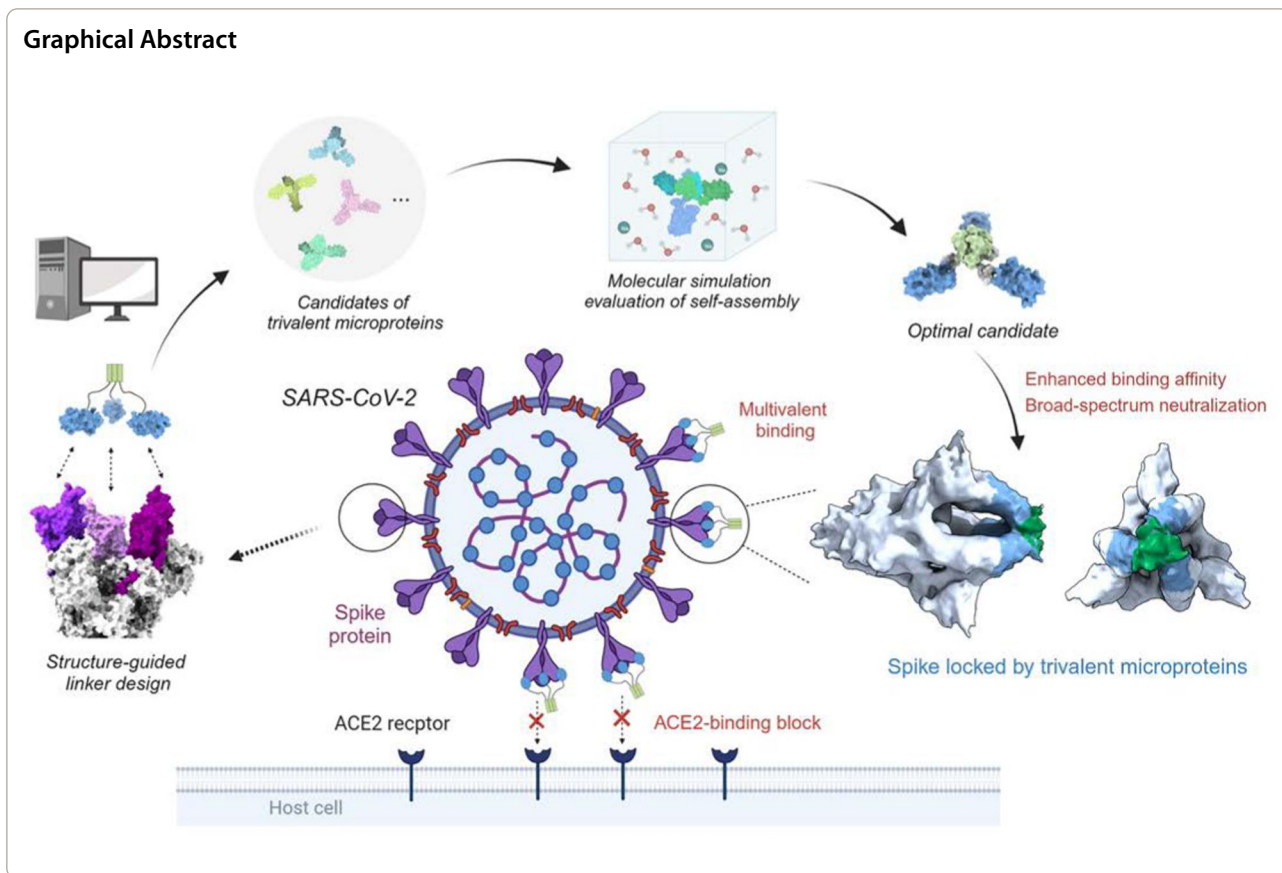 Graphical Abstract
Candidates of
trivalent microproteins
...
Molecular simulation
evaluation of self-assembly
Optimal candidate
Enhanced binding affinity
Broad-spectrum neutralization
SARS-CoV-2
Multivalent
binding
Spike
protein
Structure-guided
linker design
Spike locked by trivalent microproteins
ACE2 recptor
ACE2-binding block
Host cell